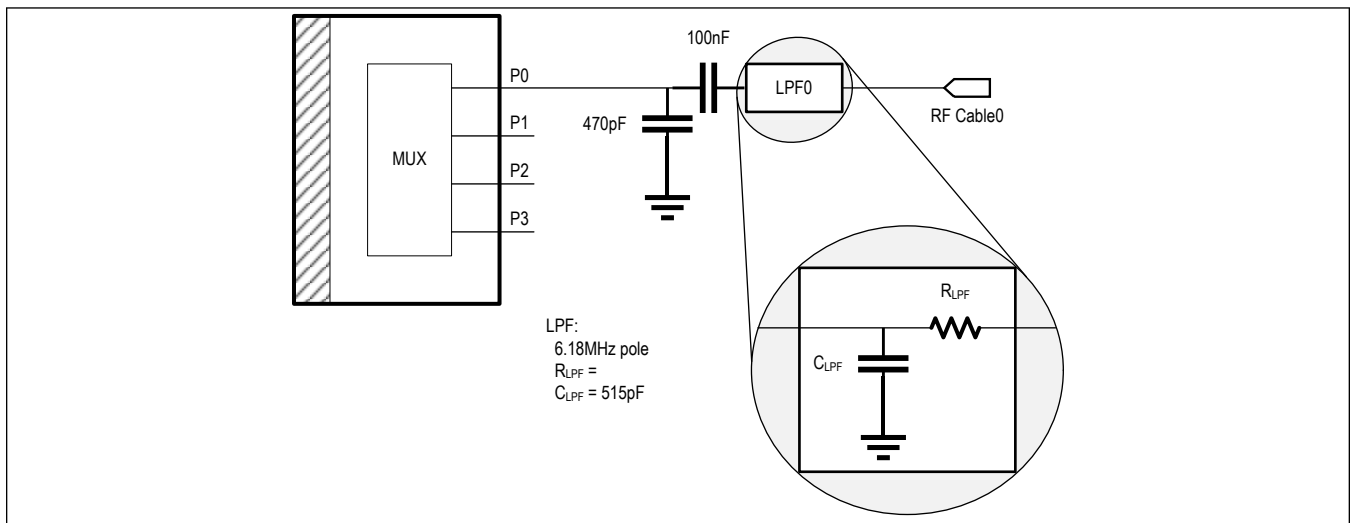 100nF
P0
LPF0
RF Cable0
470pF
P1
MUX
P2
P3
LPF:
6.18MHz pole
RLPF =
CLPF = 515pF
RLPF
CLPF